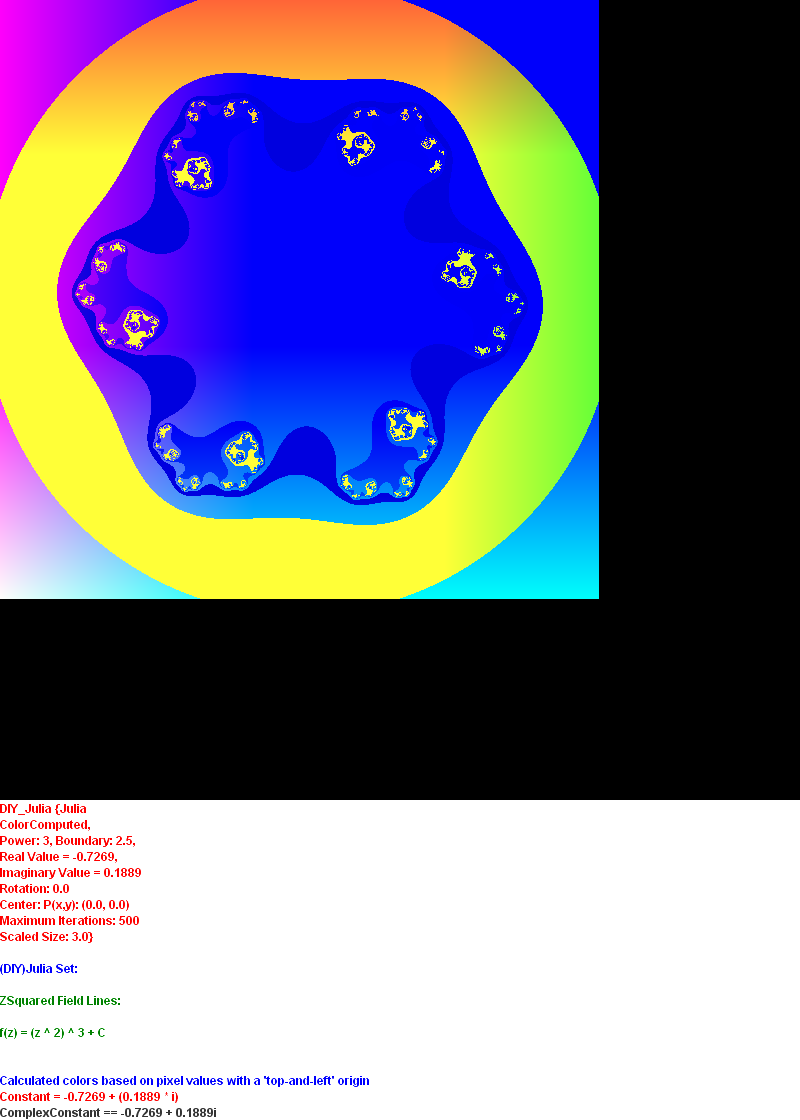 DIY_Julia {Julia
ColorComputed,
Power: 3, Boundary: 2.5,
Real Value = -0.7269,
Imaginary Value = 0.1889
Rotation: 0.0
Center: P(x,y): (0.0, 0.0)
Maximum Iterations: 500
Scaled Size: 3.0}
(DIY)Julia Set:
ZSquared Field Lines:
f(z) = (z ^ 2) ^ 3 + C
Calculated colors based on pixel values with a 'top-and-left' origin
Constant = -0.7269 + (0.1889 * i)
ComplexConstant == -0.7269 + 0.1889i